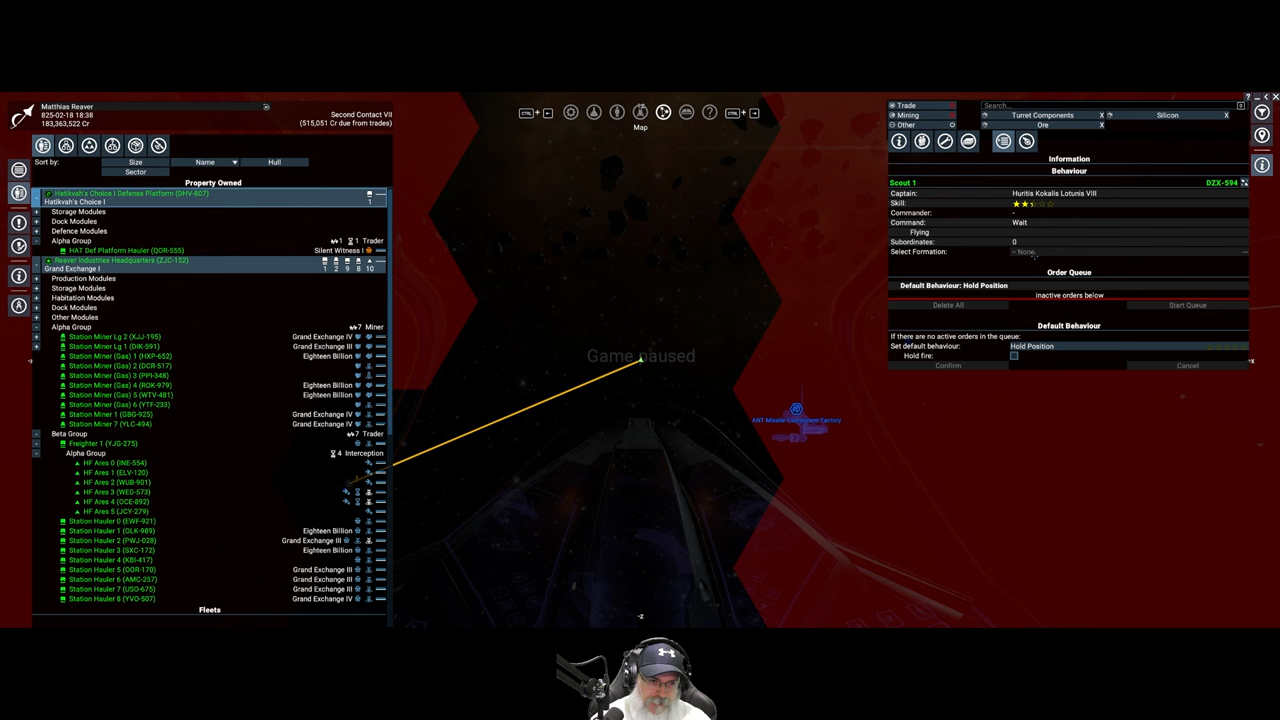 Matthias Reaver
825-02-18 18:38
183,363,522 Cr
Second Contact VII
(515,051 Cr due from trades)
Sort by:
Size
Name
Hull
Sector
Property Owned
Hatikvah's Choice I Defense Platform (DHV-807)
Hatikvah's Choice I
1
Storage Modules
Dock Modules
Defence Modules
Alpha Group
1 1 Trader
HAT Def Platform Hauler (QOR-555)
Silent Witness I
Reaver Industries Headquarters (ZJC-152)
Grand Exchange I
1 2 9 8 10
Production Modules
Storage Modules
Habitation Modules
Dock Modules
Other Modules
Alpha Group
7 Miner
Station Miner Lg 2 (XJJ-195)
Grand Exchange IV
Station Miner Lg 1 (DIK-591)
Grand Exchange III
Station Miner (Gas) 1 (HXP-652)
Eighteen Billion
Station Miner (Gas) 2 (DCR-517)
Station Miner (Gas) 3 (PPI-348)
Station Miner (Gas) 4 (ROK-979)
Eighteen Billion
Station Miner (Gas) 5 (WTV-481)
Eighteen Billion
Station Miner (Gas) 6 (YTF-233)
Station Miner 1 (GBG-925)
Grand Exchange IV
Station Miner 7 (YLC-494)
Grand Exchange IV
Beta Group
7 Trader
Freighter 1 (YJG-275)
Alpha Group
4 Interception
HF Ares 0 (INE-554)
HF Ares 1 (ELV-120)
HF Ares 2 (WUB-901)
HF Ares 3 (WED-573)
HF Ares 4 (OCE-892)
HF Ares 5 (JCY-279)
Station Hauler 0 (EWF-921)
Station Hauler 1 (OLK-989)
Eighteen Billion
Station Hauler 2 (PWJ-028)
Grand Exchange III
Station Hauler 3 (SXC-172)
Eighteen Billion
Station Hauler 4 (KBI-417)
Station Hauler 5 (OOR-170)
Grand Exchange III
Station Hauler 6 (AMC-257)
Grand Exchange III
Station Hauler 7 (USO-675)
Grand Exchange III
Station Hauler 8 (YVO-507)
Grand Exchange IV
Fleets
CTRL +
CTRL +
Map
Game paused
ANT Missile Component Factory
-x
x
-z
Trade
Mining
Other
Search...
Turret Components X
Silicon X
Ore X
Information
Behaviour
Scout 1
DZX-594
Captain:
Huritis Kokalis Lotunis VIII
Skill:
Commander:
-
Command:
Wait
Flying
Subordinates:
0
Select Formation:
None
Order Queue
Default Behaviour: Hold Position
inactive orders below
Delete All
Start Queue
Default Behaviour
If there are no active orders in the queue:
Set default behaviour:
Hold Position
Hold fire:
Confirm
Cancel